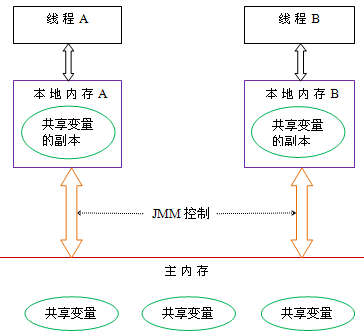 线程 A
线程 B
本地内存 A
本地内存 B
共享变量
的副本
共享变量
的副本
JMM 控制
主内存
共享变量
共享变量
共享变量